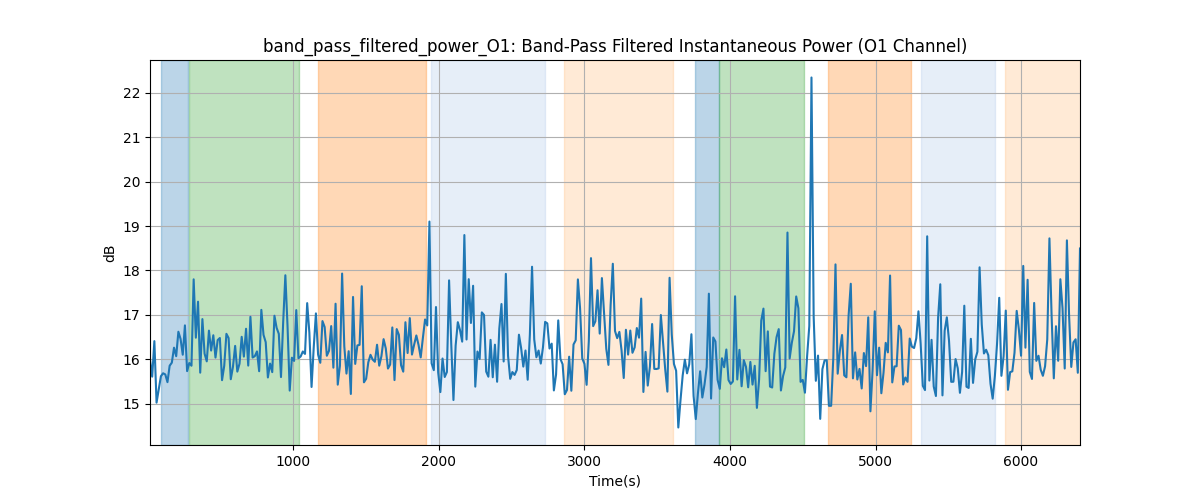 band_pass_filtered_power_O1: Band-Pass Filtered Instantaneous Power (O1 Channel)
22
21
20
19
18
17
16
15
dB
1000 2000 3000 4000 5000 6000
Time(s)